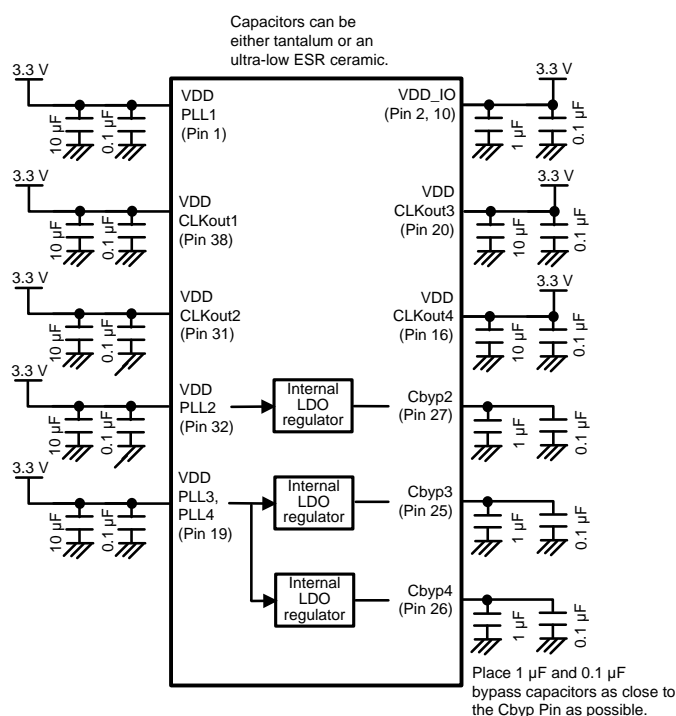 Capacitors can be
either tantalum or an
ultra-low ESR ceramic.
3.3 V
10 µF
0.1 µF
VDD
PLL1
(Pin 1)
VDD_IO
(Pin 2, 10)
3.3 V
1 µF
0.1 µF
3.3 V
10 µF
0.1 µF
VDD
CLKout1
(Pin 38)
VDD
CLKout3
(Pin 20)
3.3 V
10 µF
0.1 µF
3.3 V
10 µF
0.1 µF
VDD
CLKout2
(Pin 31)
VDD
CLKout4
(Pin 16)
3.3 V
10 µF
0.1 µF
3.3 V
10 µF
0.1 µF
VDD
PLL2
(Pin 32)
Internal
LDO
regulator
Cbyp2
(Pin 27)
1 µF
0.1 µF
3.3 V
10 µF
0.1 µF
VDD
PLL3,
PLL4
(Pin 19)
Internal
LDO
regulator
Cbyp3
(Pin 25)
1 µF
0.1 µF
Internal
LDO
regulator
Cbyp4
(Pin 26)
1 µF
0.1 µF
Place 1 µF and 0.1 µF
bypass capacitors as close to
the Cbyp Pin as possible.